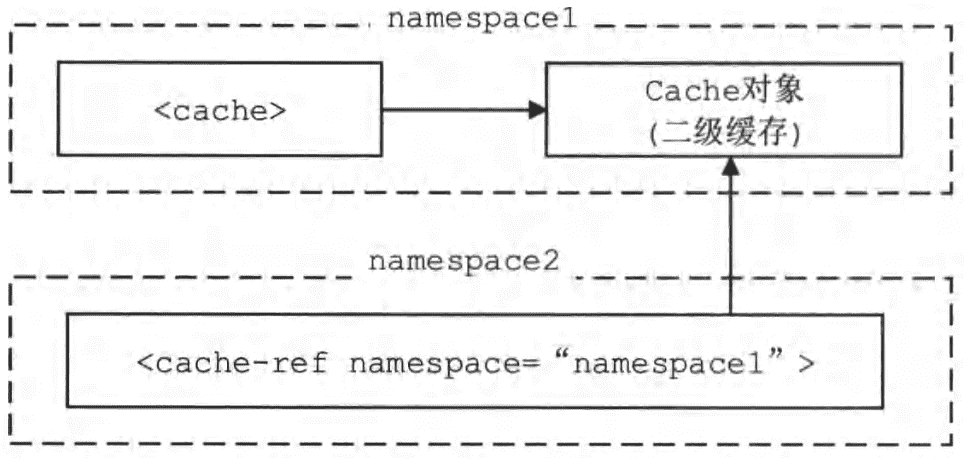 namespace1
<cache>
Cache对象
(二级缓存)
namespace2
<cache-ref namespace=“namespace1”>